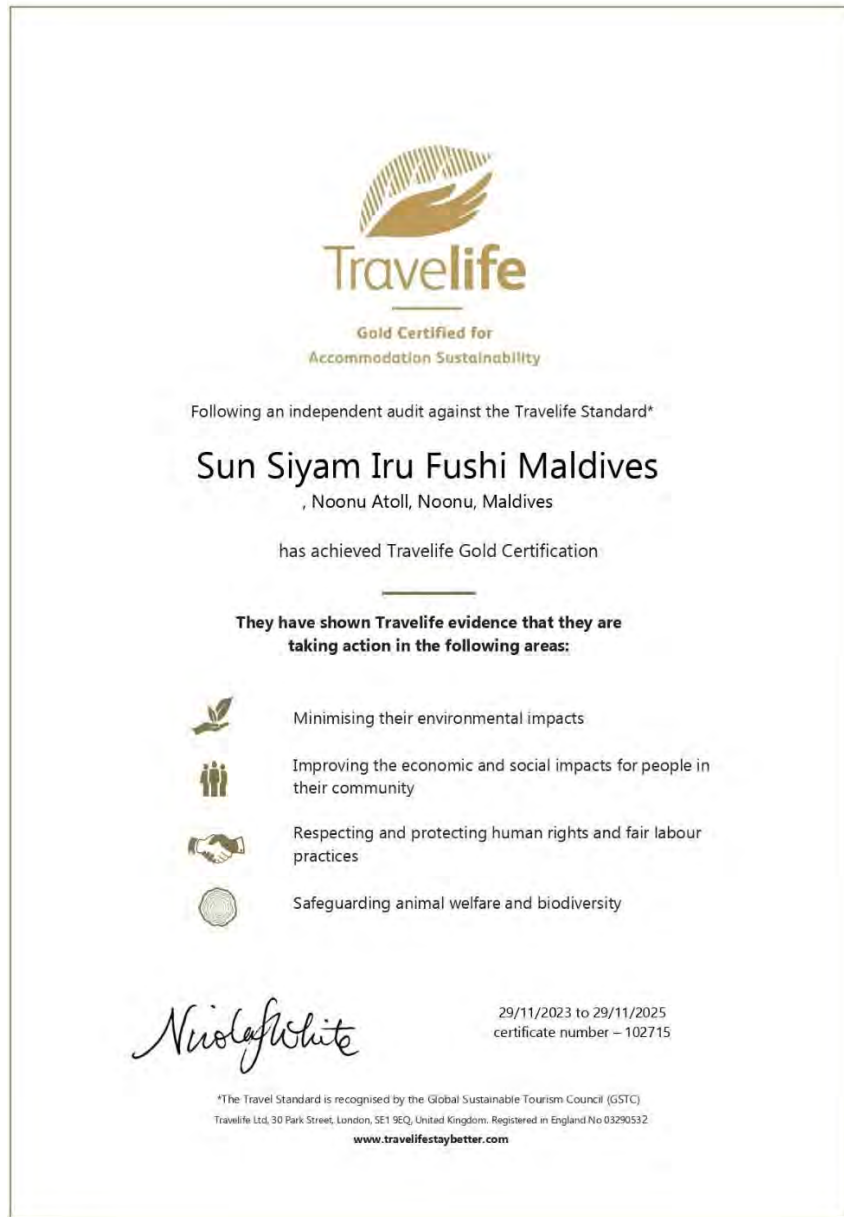 Travelife
Gold Certified for
Accommodation Sustainability
Following an independent audit against the Travelife Standard*
Sun Siyam Iru Fushi Maldives
, Noonu Atoll, Noonu, Maldives
has achieved Travelife Gold Certification
They have shown Travelife evidence that they are
taking action in the following areas:
Minimising their environmental impacts
Improving the economic and social impacts for people in
their community
Respecting and protecting human rights and fair labour
practices
Safeguarding animal welfare and biodiversity
29/11/2023 to 29/11/2025
certificate number – 102715
*The Travel Standard is recognised by the Global Sustainable Tourism Council (GSTC)
Travelife Ltd, 30 Park Street, London, SE1 9EQ, United Kingdom. Registered in England No 03290532
www.travelifestaybetter.com